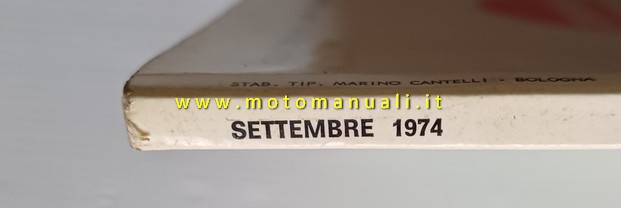 STAB. TIP. MARINO CANTELLI - BOLOGNA
www.motomanuali.it
SETTEMBRE 1974